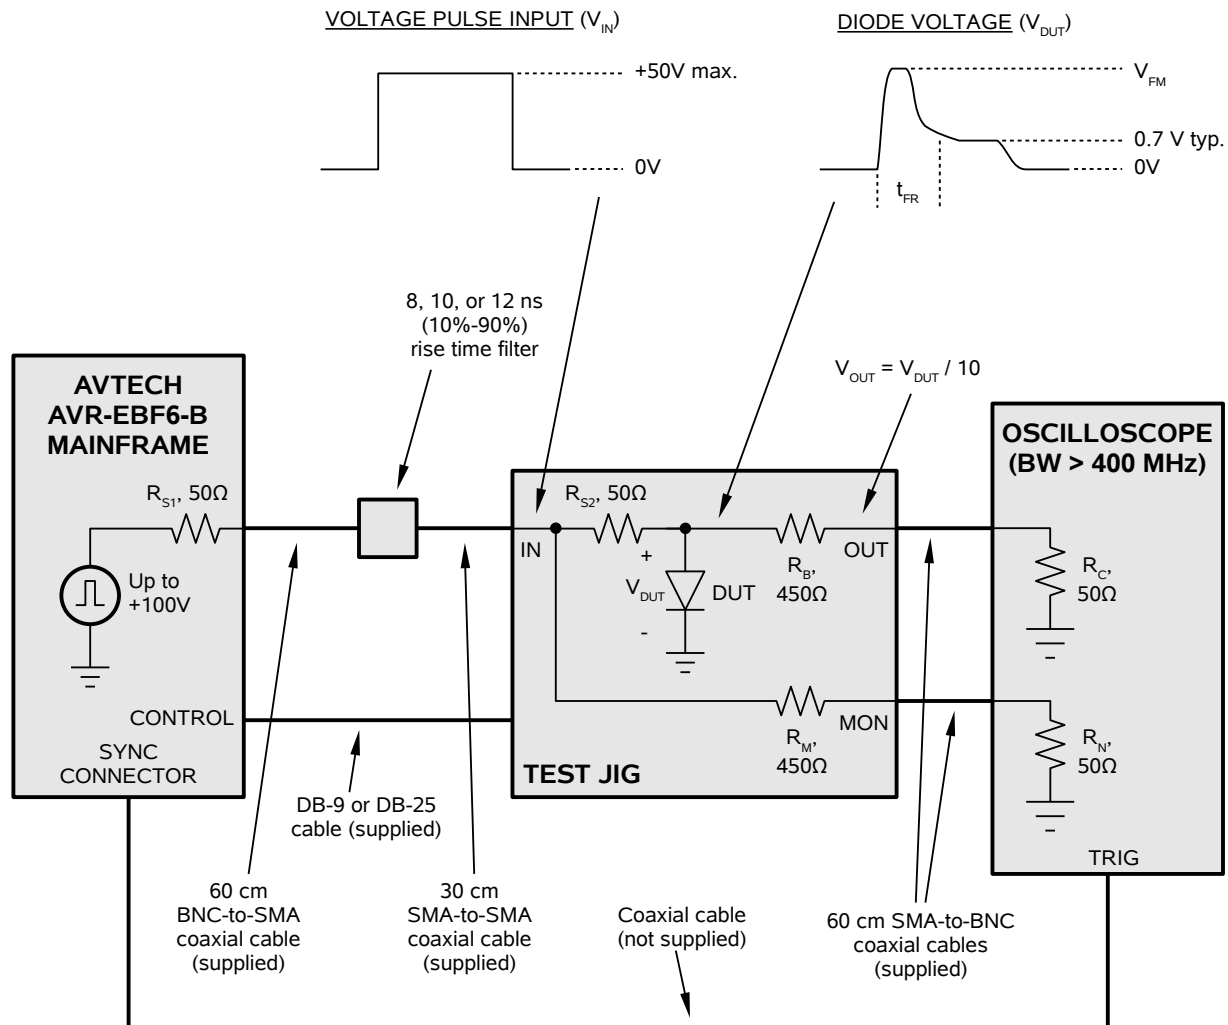 VOLTAGE PULSE INPUT (V_IN)
+50V max.
0V
DIODE VOLTAGE (V_DUT)
V_FM
0.7 V typ.
0V
t_FR
8, 10, or 12 ns
(10%-90%)
rise time filter
V_OUT = V_DUT / 10
AVTECH
AVR-EBF6-B
MAINFRAME
R_S1, 50Ω
Up to
+100V
CONTROL
SYNC
CONNECTOR
IN
R_S2, 50Ω
+
V_DUT
-
DUT
R_B,
450Ω
OUT
R_M,
450Ω
MON
TEST JIG
OSCILLOSCOPE
(BW > 400 MHz)
R_C,
50Ω
R_N,
50Ω
TRIG
DB-9 or DB-25
cable (supplied)
60 cm
BNC-to-SMA
coaxial cable
(supplied)
30 cm
SMA-to-SMA
coaxial cable
(supplied)
Coaxial cable
(not supplied)
60 cm SMA-to-BNC
coaxial cables
(supplied)